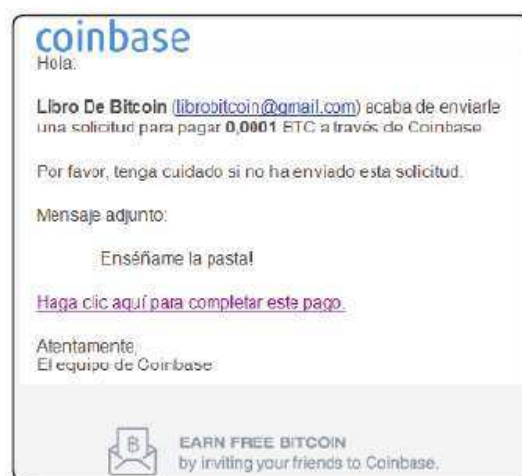 coinbase
Hola:
Libro De Bitcoin (librobitcoin@gmail.com) acaba de enviarle
una solicitud para pagar 0,0001 BTC a través de Coinbase
Por favor, tenga cuidado si no ha enviado esta solicitud.
Mensaje adjunto:
Enséñame la pasta!
Haga clic aquí para completar este pago.
Atentamente,
El equipo de Coinbase
B
EARN FREE BITCOIN
by inviting your friends to Coinbase.